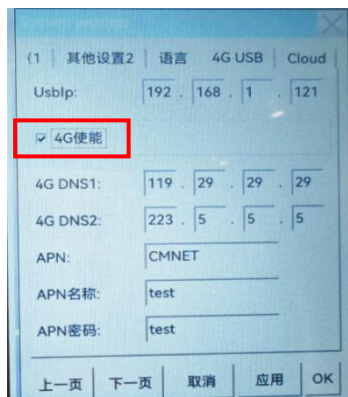 System settings
(1 其他设置2 语言 4G USB Cloud
UsbIp: 192 . 168 . 1 . 121
4G使能
4G DNS1: 119 . 29 . 29 . 29
4G DNS2: 223 . 5 . 5 . 5
APN: CMNET
APN名称: test
APN密码: test
上一页 下一页 取消 应用 OK